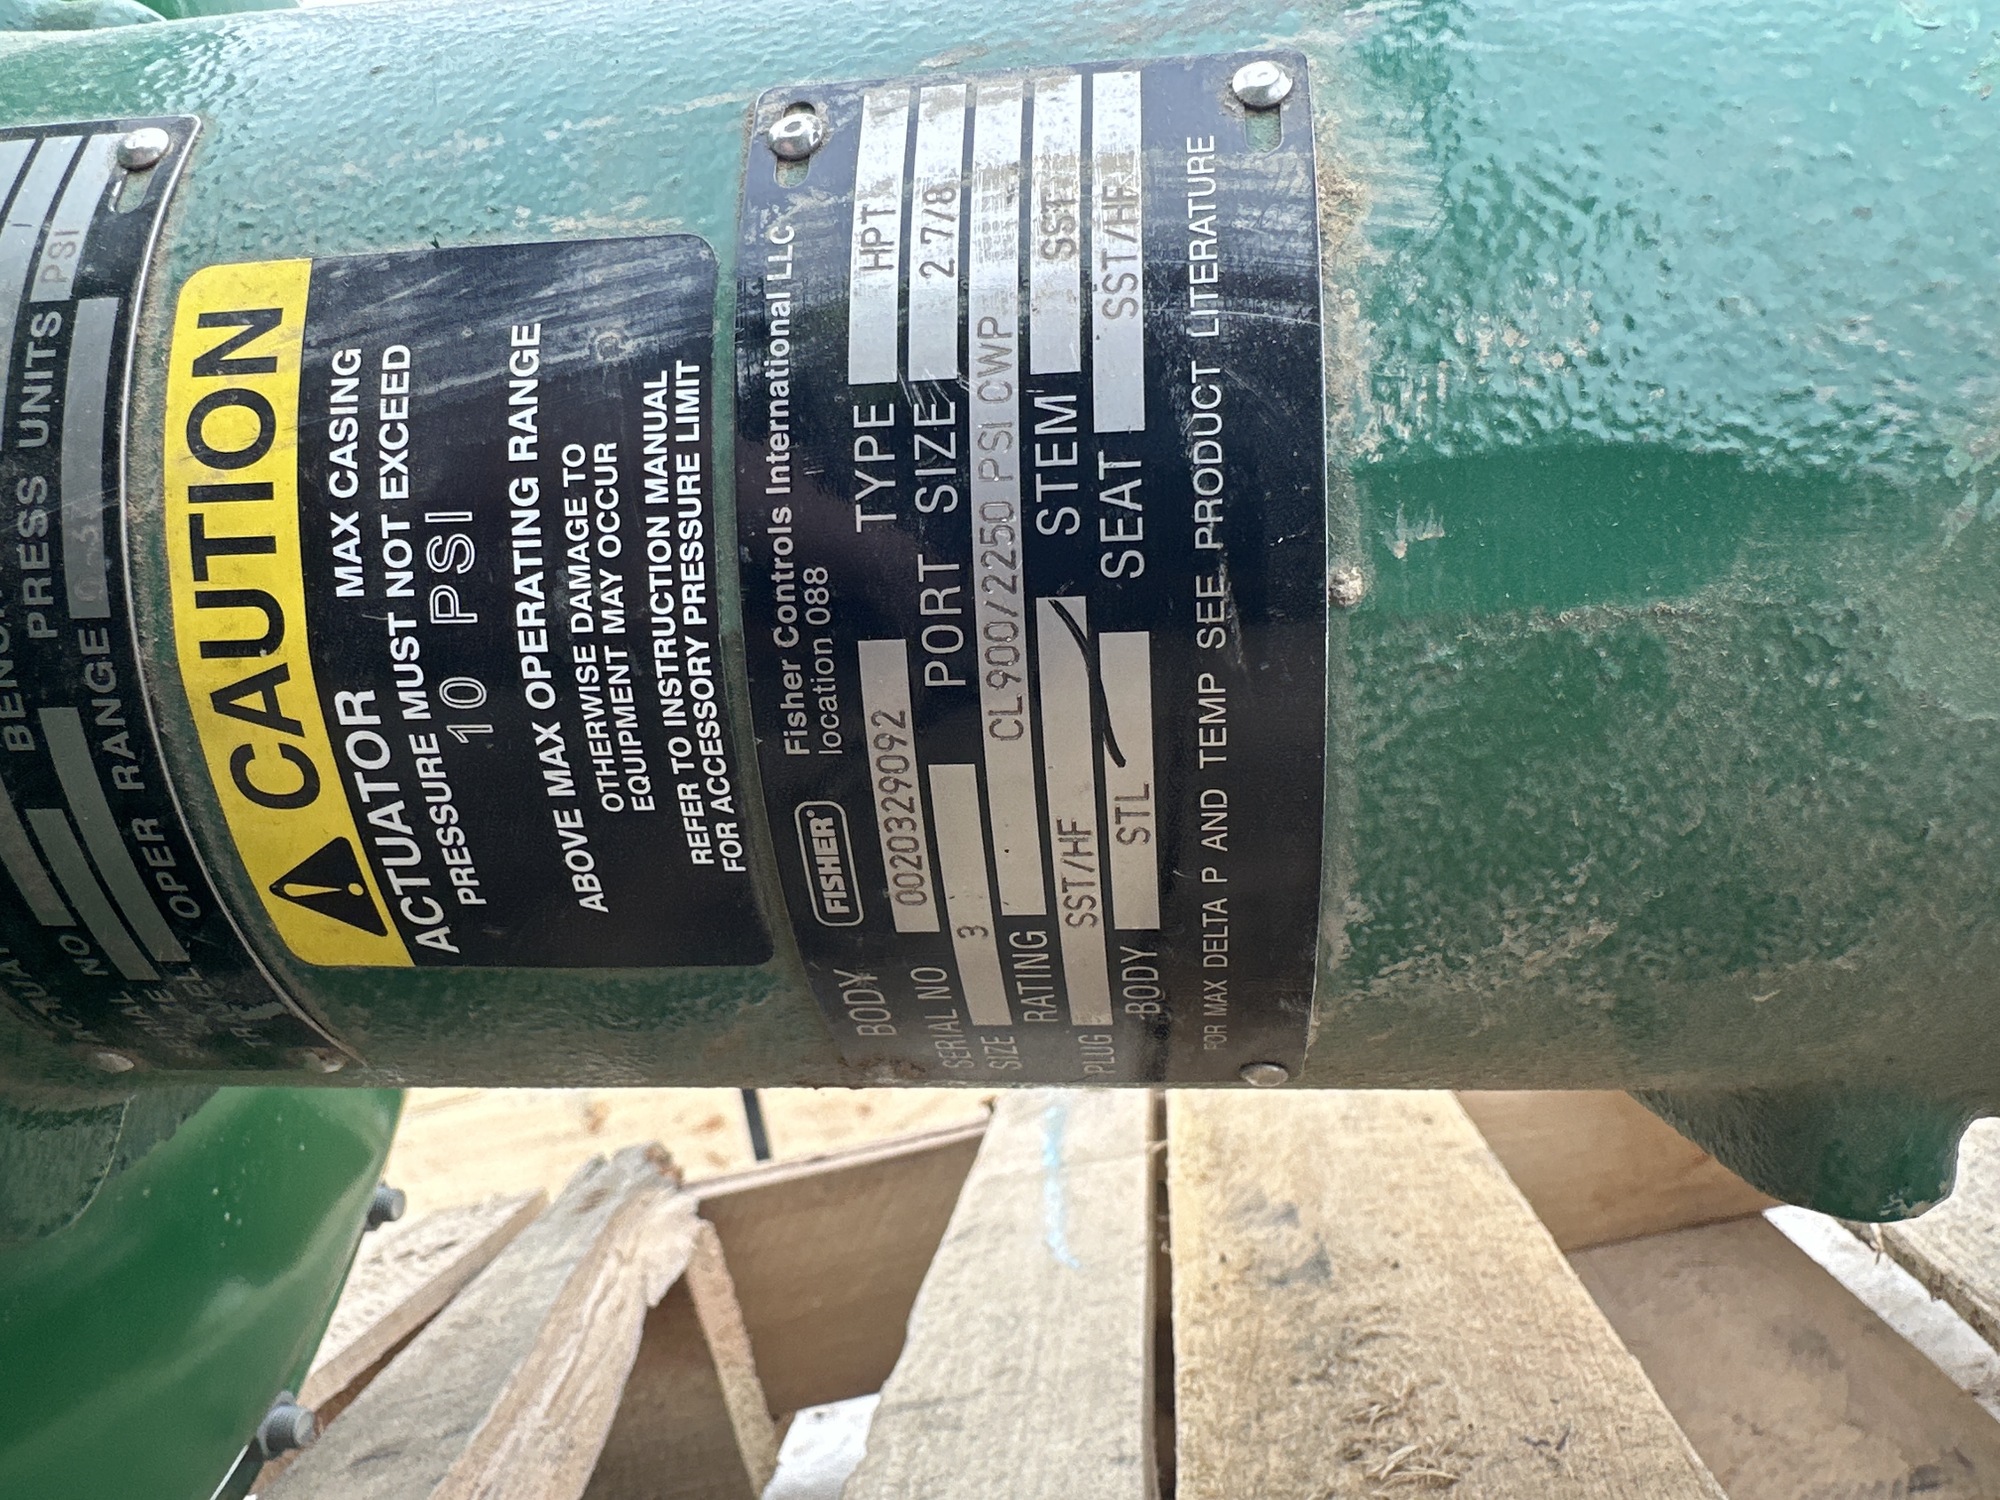 PRESS UNITS PSI
OPER RANGE
NO
CAUTION
ACTUATOR MAX CASING
ACTUATOR MUST NOT EXCEED
PRESSURE
10 PSI
ABOVE MAX OPERATING RANGE
OTHERWISE DAMAGE TO
EQUIPMENT MAY OCCUR
REFER TO INSTRUCTION MANUAL
FOR ACCESSORY PRESSURE LIMIT
FISHER® Fisher Controls International LLC
location 088
BODY
SERIAL NO 0020329092 TYPE HPT
SIZE 3 PORT SIZE 2 7/8
RATING CL900/2250 PSI CWP
PLUG SST/HF STEM SST
BODY STL SEAT SST/HF
FOR MAX DELTA P AND TEMP SEE PRODUCT LITERATURE